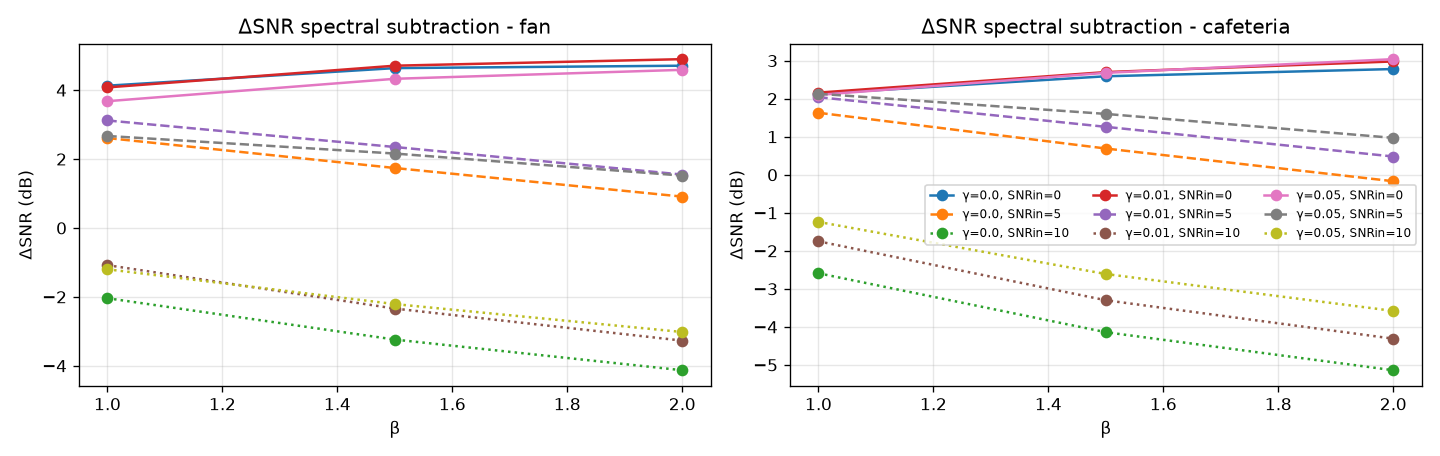 ΔSNR spectral subtraction - fan
ΔSNR (dB)
4
2
0
−2
−4
1.0 1.2 1.4 1.6 1.8 2.0
β
ΔSNR spectral subtraction - cafeteria
ΔSNR (dB)
3
2
1
0
−1
−2
−3
−4
−5
γ=0.0, SNRin=0 γ=0.01, SNRin=0 γ=0.05, SNRin=0
γ=0.0, SNRin=5 γ=0.01, SNRin=5 γ=0.05, SNRin=5
γ=0.0, SNRin=10 γ=0.01, SNRin=10 γ=0.05, SNRin=10
1.0 1.2 1.4 1.6 1.8 2.0
β